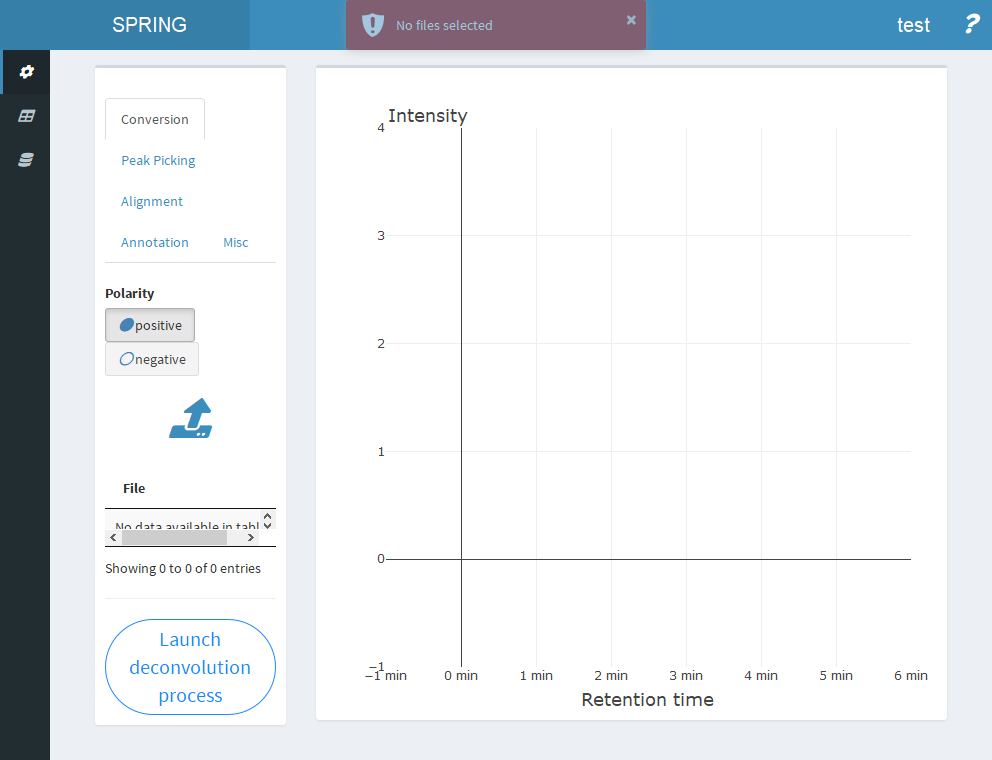 SPRING
No files selected
×
test
?
Conversion
Peak Picking
Alignment
Annotation Misc
Polarity
positive
negative
File
No data available in tabl
Showing 0 to 0 of 0 entries
Launch
deconvolution
process
Intensity
4
3
2
1
0
−1
−1 min 0 min 1 min 2 min 3 min 4 min 5 min 6 min
Retention time